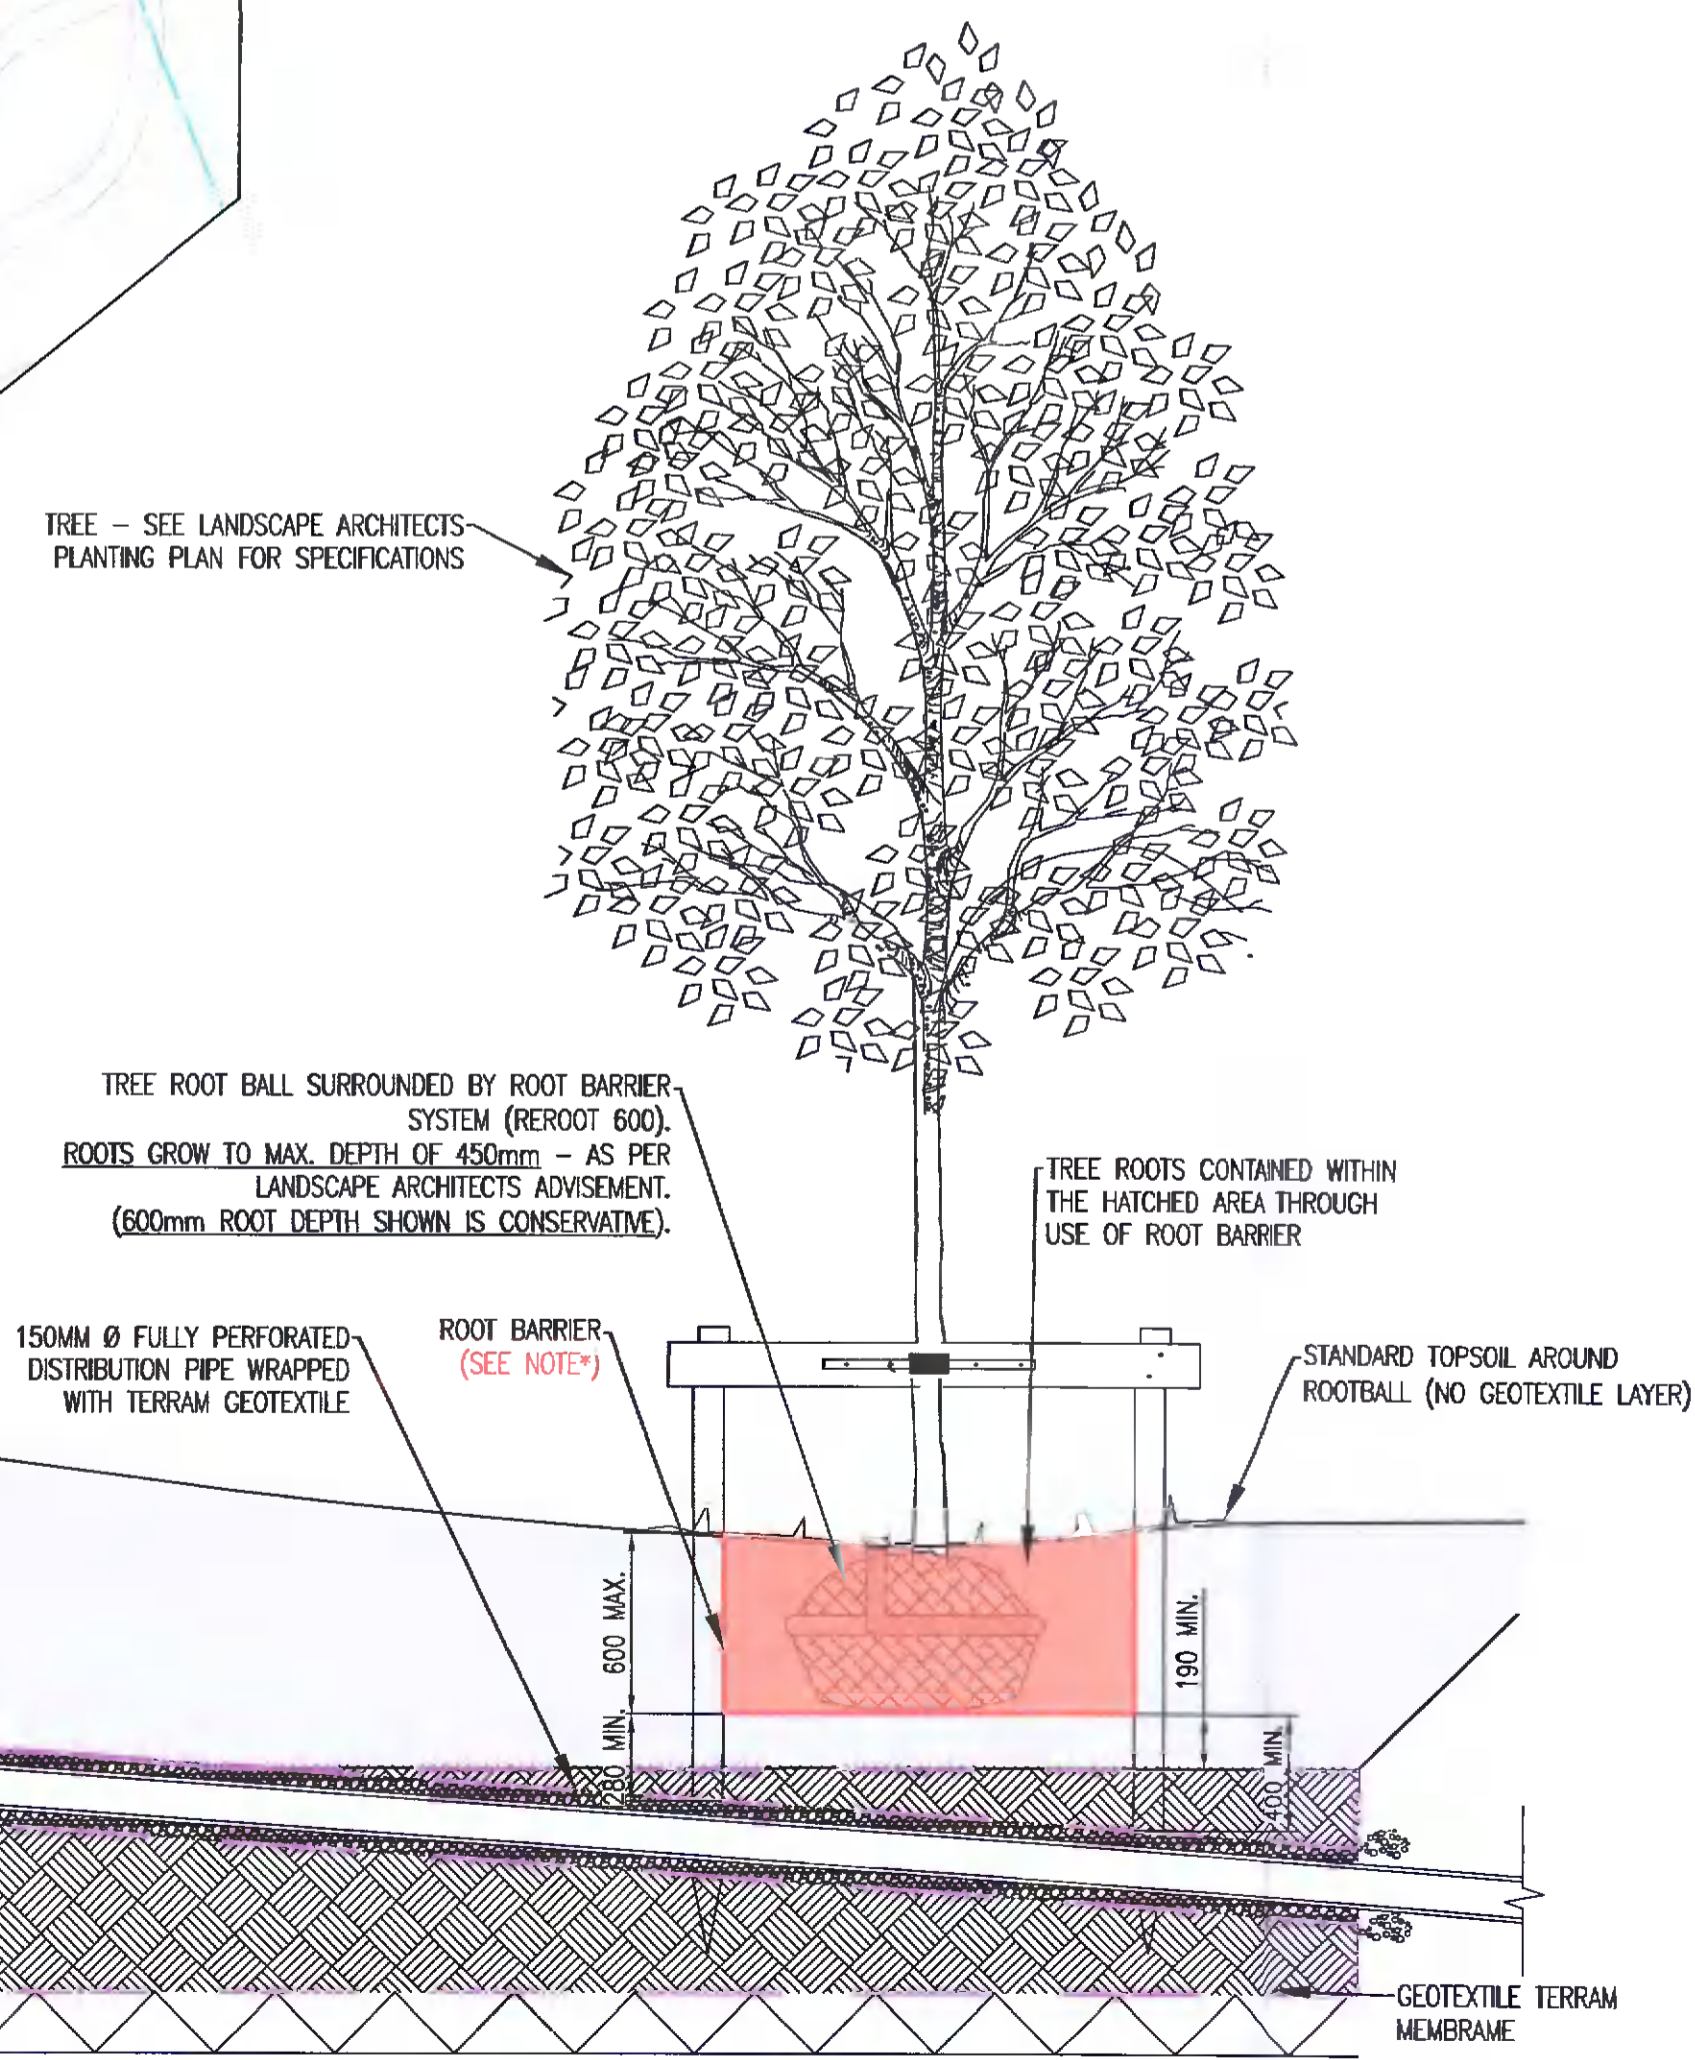 TREE – SEE LANDSCAPE ARCHITECTS
PLANTING PLAN FOR SPECIFICATIONS
TREE ROOT BALL SURROUNDED BY ROOT BARRIER
SYSTEM (REROOT 600).
ROOTS GROW TO MAX. DEPTH OF 450mm – AS PER
LANDSCAPE ARCHITECTS ADVISEMENT.
(600mm ROOT DEPTH SHOWN IS CONSERVATIVE).
TREE ROOTS CONTAINED WITHIN
THE HATCHED AREA THROUGH
USE OF ROOT BARRIER
150MM Ø FULLY PERFORATED
DISTRIBUTION PIPE WRAPPED
WITH TERRAM GEOTEXTILE
ROOT BARRIER
(SEE NOTE*)
STANDARD TOPSOIL AROUND
ROOTBALL (NO GEOTEXTILE LAYER)
600 MAX.
280 MIN.
190 MIN.
400 MIN.
GEOTEXTILE TERRAM
MEMBRAME